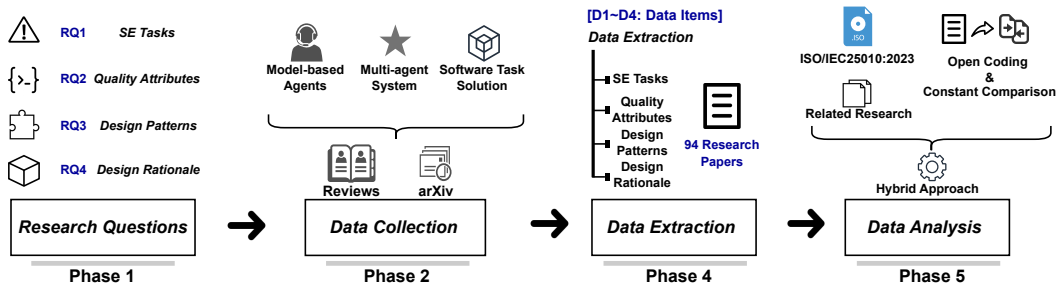 RQ1 SE Tasks
RQ2 Quality Attributes
RQ3 Design Patterns
RQ4 Design Rationale
Research Questions
Phase 1
Model-based
Agents
Multi-agent
System
Software Task
Solution
Reviews
arXiv
Data Collection
Phase 2
[D1~D4: Data Items]
Data Extraction
SE Tasks
Quality
Attributes
Design
Patterns
Design
Rationale
94 Research
Papers
Data Extraction
Phase 4
.ISO
ISO/IEC25010:2023
Related Research
Open Coding
&
Constant Comparison
Hybrid Approach
Data Analysis
Phase 5